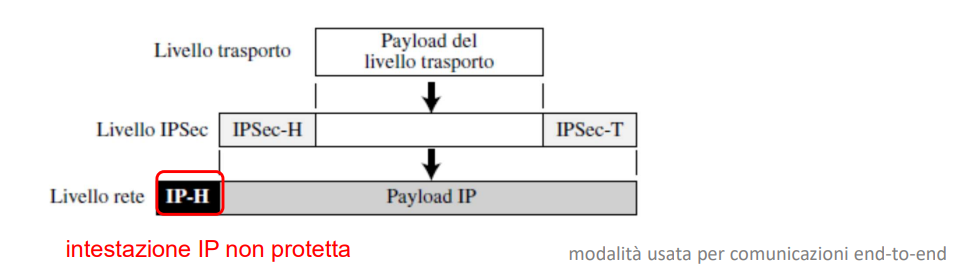 Livello trasporto
Payload del
livello trasporto
Livello IPSec
IPSec-H
IPSec-T
Livello rete
IP-H
Payload IP
intestazione IP non protetta
modalità usata per comunicazioni end-to-end